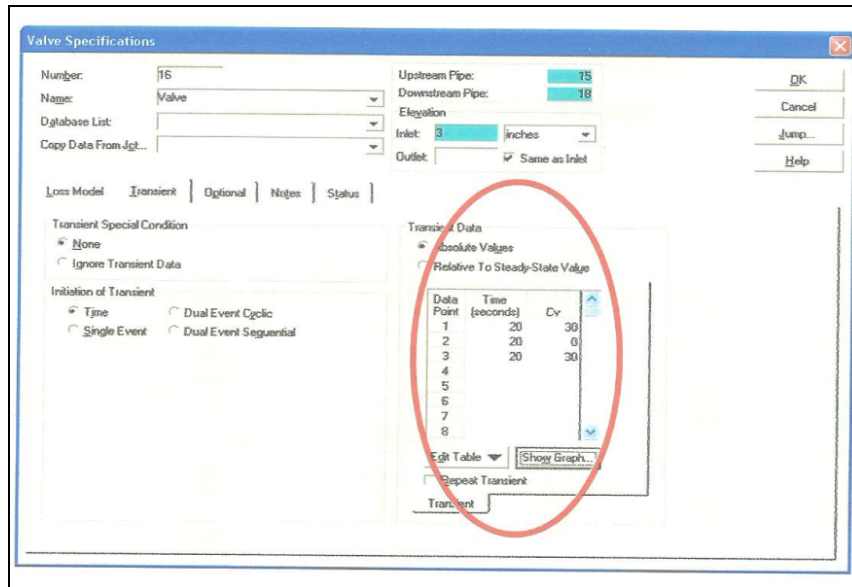 Valve Specifications
Number: 16
Name: Valve
Database List:
Copy Data From Jct...
Upstream Pipe: 15
Downstream Pipe: 18
Elevation
Inlet: 3 inches
Outlet: Same as Inlet
OK
Cancel
Jump...
Help
Loss Model Transient Optional Notes Status
Transient Special Condition
None
Ignore Transient Data
Initiation of Transient
Time Dual Event Cyclic
Single Event Dual Event Sequential
Transient Data
Absolute Values
Relative To Steady-State Value
Data Time
Point (seconds) Cv
1 20 30
2 20 0
3 20 30
4
5
6
7
8
Edit Table Show Graph...
Repeat Transient
Transient